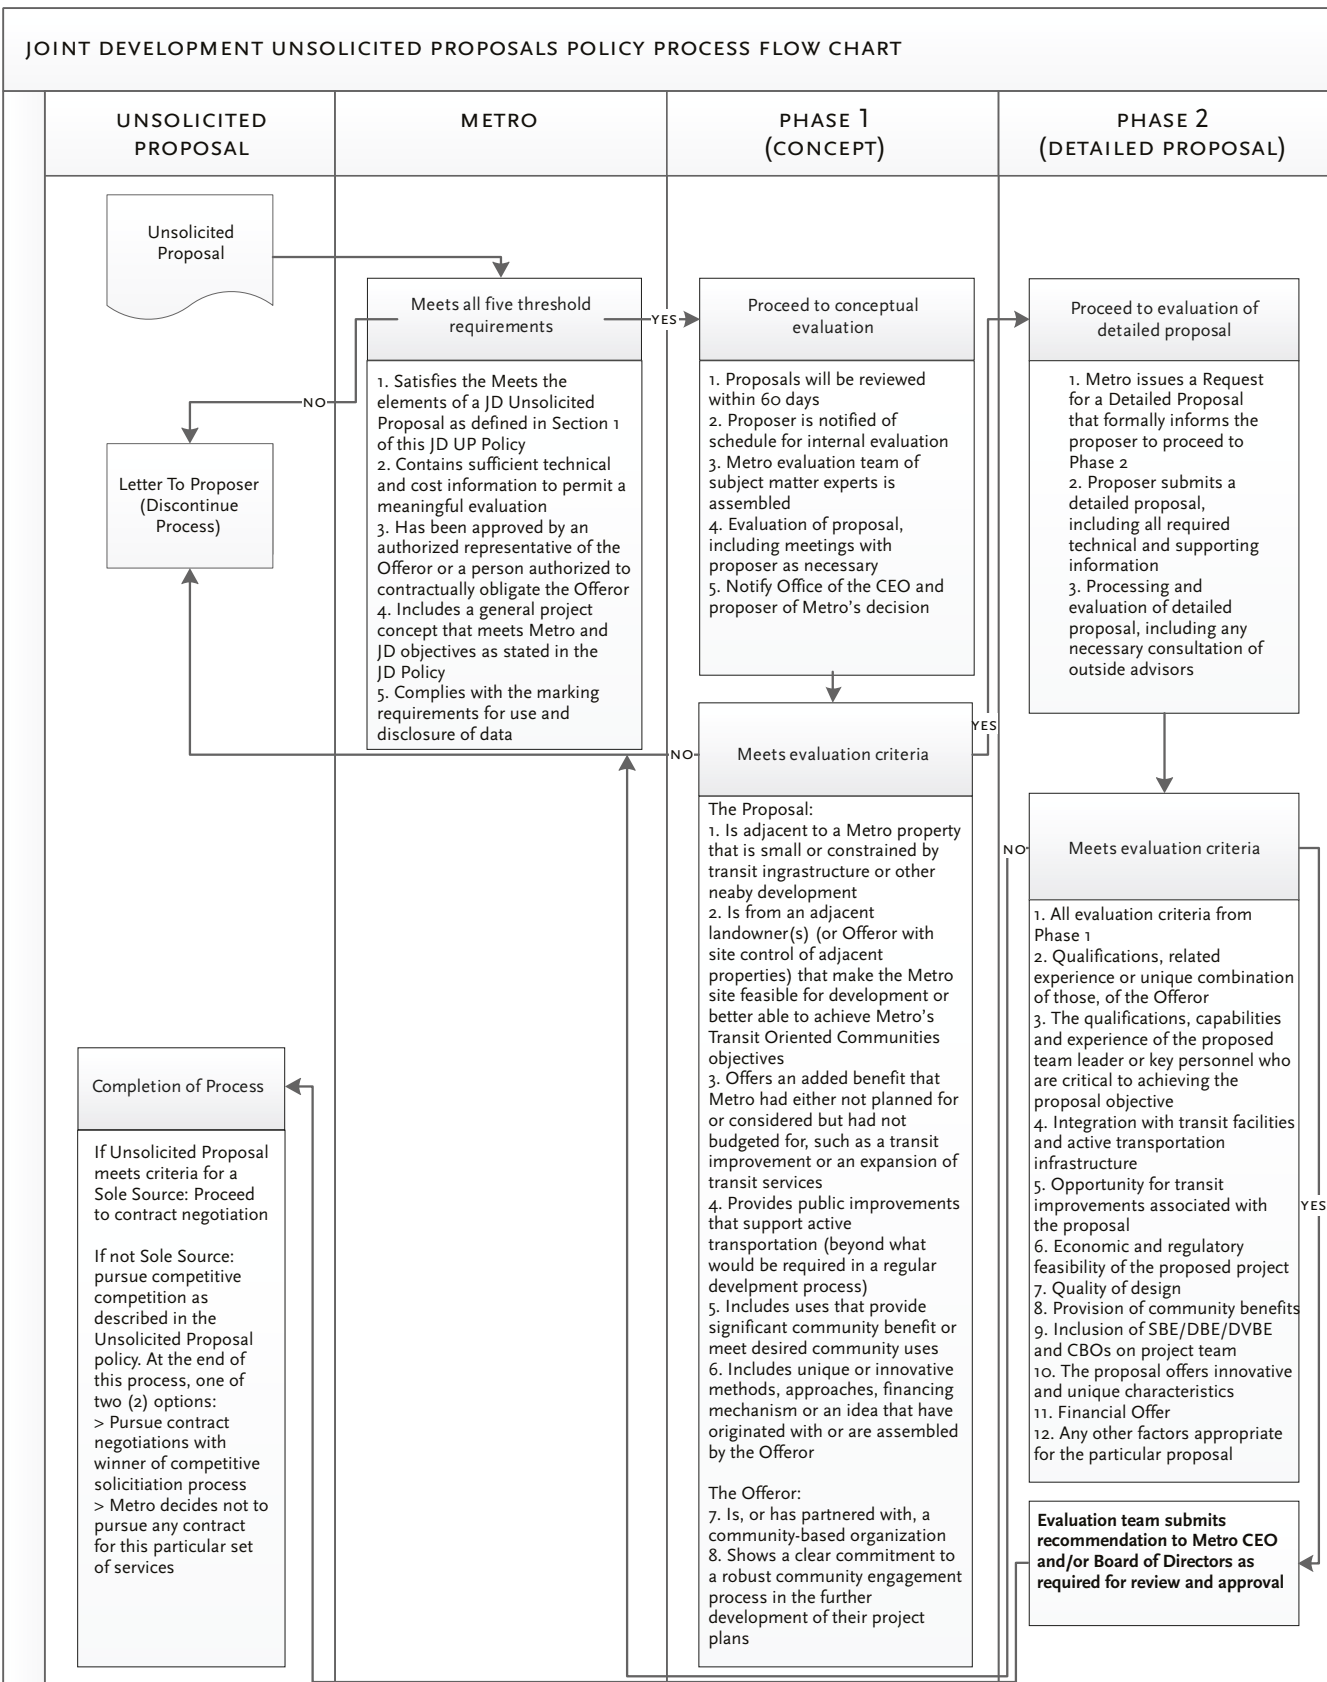 JOINT DEVELOPMENT UNSOLICITED PROPOSALS POLICY PROCESS FLOW CHART
UNSOLICITED
PROPOSAL
METRO
PHASE 1
(CONCEPT)
PHASE 2
(DETAILED PROPOSAL)
Unsolicited
Proposal
Meets all five threshold
requirements
YES
NO
1. Satisfies the Meets the
elements of a JD Unsolicited
Proposal as defined in Section 1
of this JD UP Policy
2. Contains sufficient technical
and cost information to permit a
meaningful evaluation
3. Has been approved by an
authorized representative of the
Offeror or a person authorized to
contractually obligate the Offeror
4. Includes a general project
concept that meets Metro and
JD objectives as stated in the
JD Policy
5. Complies with the marking
requirements for use and
disclosure of data
Letter To Proposer
(Discontinue
Process)
Proceed to conceptual
evaluation
1. Proposals will be reviewed
within 60 days
2. Proposer is notified of
schedule for internal evaluation
3. Metro evaluation team of
subject matter experts is
assembled
4. Evaluation of proposal,
including meetings with
proposer as necessary
5. Notify Office of the CEO and
proposer of Metro's decision
Meets evaluation criteria
NO
YES
The Proposal:
1. Is adjacent to a Metro property
that is small or constrained by
transit ingrastructure or other
neaby development
2. Is from an adjacent
landowner(s) (or Offeror with
site control of adjacent
properties) that make the Metro
site feasible for development or
better able to achieve Metro's
Transit Oriented Communities
objectives
3. Offers an added benefit that
Metro had either not planned for
or considered but had not
budgeted for, such as a transit
improvement or an expansion of
transit services
4. Provides public improvements
that support active
transportation (beyond what
would be required in a regular
develpment process)
5. Includes uses that provide
significant community benefit or
meet desired community uses
6. Includes unique or innovative
methods, approaches, financing
mechanism or an idea that have
originated with or are assembled
by the Offeror
The Offeror:
7. Is, or has partnered with, a
community-based organization
8. Shows a clear commitment to
a robust community engagement
process in the further
development of their project
plans
Proceed to evaluation of
detailed proposal
1. Metro issues a Request
for a Detailed Proposal
that formally informs the
proposer to proceed to
Phase 2
2. Proposer submits a
detailed proposal,
including all required
technical and supporting
information
3. Processing and
evaluation of detailed
proposal, including any
necessary consultation of
outside advisors
Meets evaluation criteria
NO
YES
1. All evaluation criteria from
Phase 1
2. Qualifications, related
experience or unique combination
of those, of the Offeror
3. The qualifications, capabilities
and experience of the proposed
team leader or key personnel who
are critical to achieving the
proposal objective
4. Integration with transit facilities
and active transportation
infrastructure
5. Opportunity for transit
improvements associated with
the proposal
6. Economic and regulatory
feasibility of the proposed project
7. Quality of design
8. Provision of community benefits
9. Inclusion of SBE/DBE/DVBE
and CBOs on project team
10. The proposal offers innovative
and unique characteristics
11. Financial Offer
12. Any other factors appropriate
for the particular proposal
Evaluation team submits
recommendation to Metro CEO
and/or Board of Directors as
required for review and approval
Completion of Process
If Unsolicited Proposal
meets criteria for a
Sole Source: Proceed
to contract negotiation
If not Sole Source:
pursue competitive
competition as
described in the
Unsolicited Proposal
policy. At the end of
this process, one of
two (2) options:
> Pursue contract
negotiations with
winner of competitive
solicitiation process
> Metro decides not to
pursue any contract
for this particular set
of services